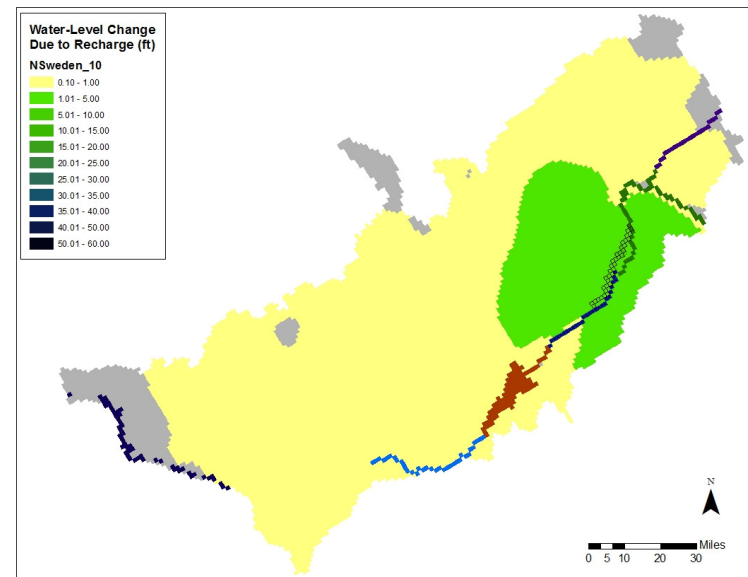 Water-Level Change
Due to Recharge (ft)
NSweden_10
0.10 - 1.00
1.01 - 5.00
5.01 - 10.00
10.01 - 15.00
15.01 - 20.00
20.01 - 25.00
25.01 - 30.00
30.01 - 35.00
35.01 - 40.00
40.01 - 50.00
50.01 - 60.00
N
Miles
0 5 10 20 30